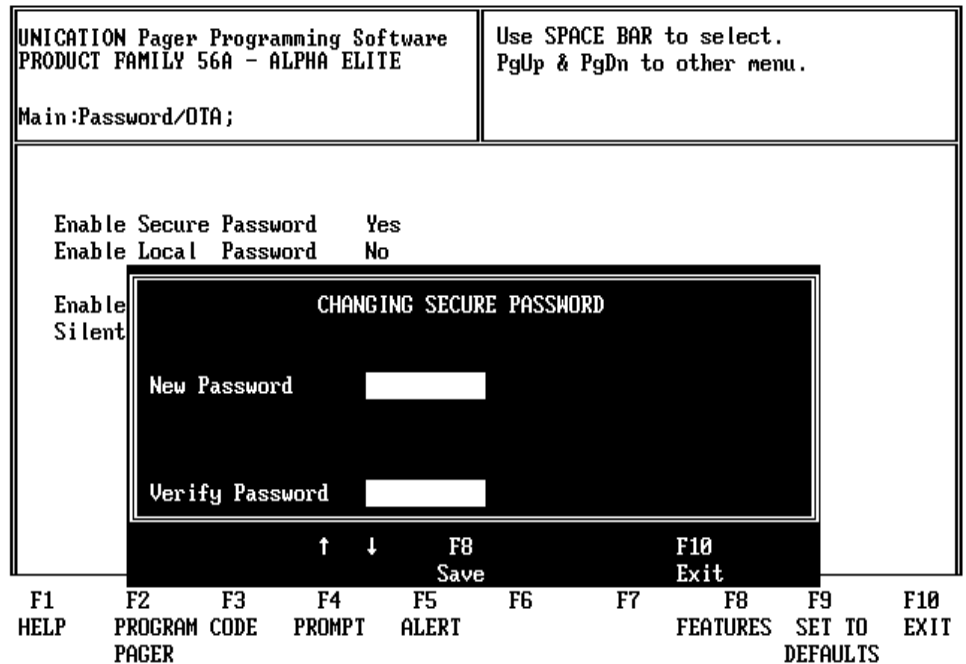 UNICATION Pager Programming Software
PRODUCT FAMILY 56A - ALPHA ELITE
Main:Password/OTA;
Use SPACE BAR to select.
PgUp & PgDn to other menu.
Enable Secure Password Yes
Enable Local Password No
Enable
Silent
CHANGING SECURE PASSWORD
New Password
Verify Password
↑ ↓ F8 F10
Save Exit
F1 F2 F3 F4 F5 F6 F7 F8 F9 F10
HELP PROGRAM CODE PROMPT ALERT FEATURES SET TO EXIT
PAGER DEFAULTS